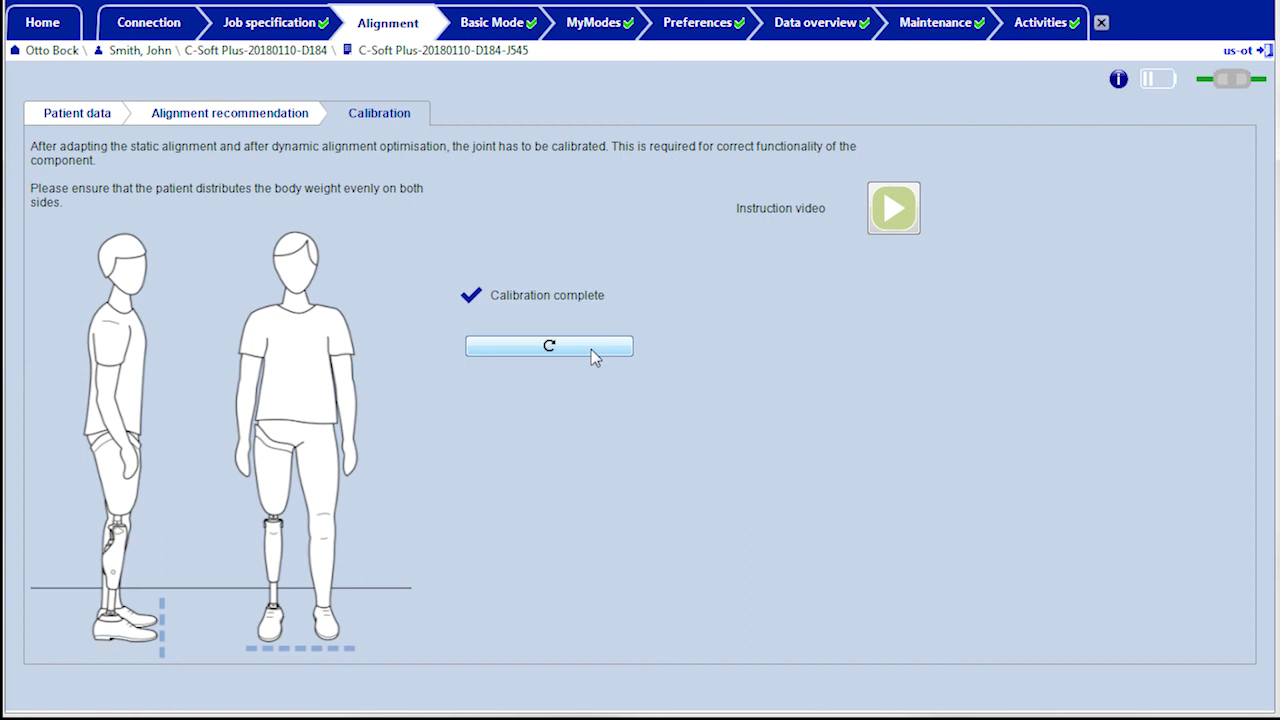 Home Connection Job specification Alignment Basic Mode MyModes Preferences Data overview Maintenance Activities
Otto Bock \ Smith, John \ C-Soft Plus-20180110-D184 \ C-Soft Plus-20180110-D184-J545 us-ot
Patient data Alignment recommendation Calibration
After adapting the static alignment and after dynamic alignment optimisation, the joint has to be calibrated. This is required for correct functionality of the
component.
Please ensure that the patient distributes the body weight evenly on both
sides.
Instruction video
Calibration complete